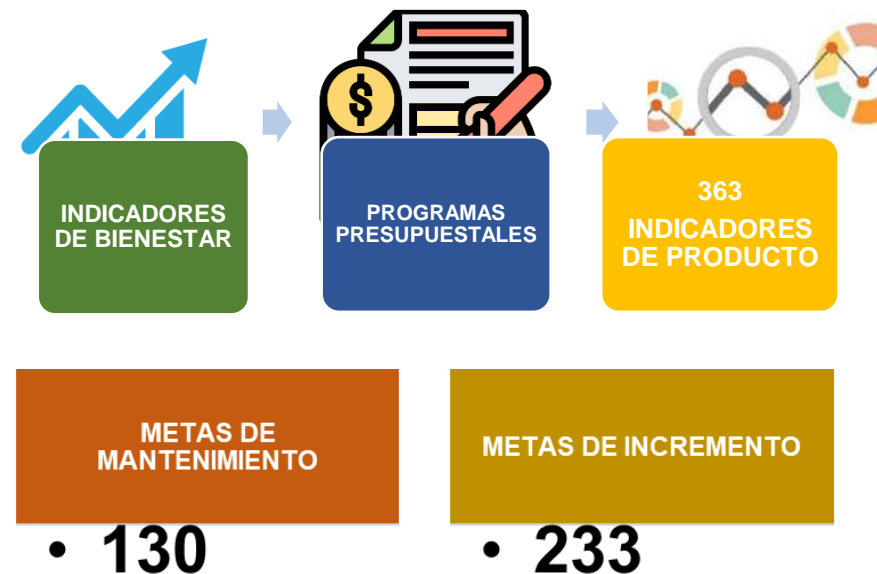 $
INDICADORES
DE BIENESTAR
PROGRAMAS
PRESUPUESTALES
363
INDICADORES
DE PRODUCTO
METAS DE
MANTENIMIENTO
METAS DE INCREMENTO
• 130
• 233